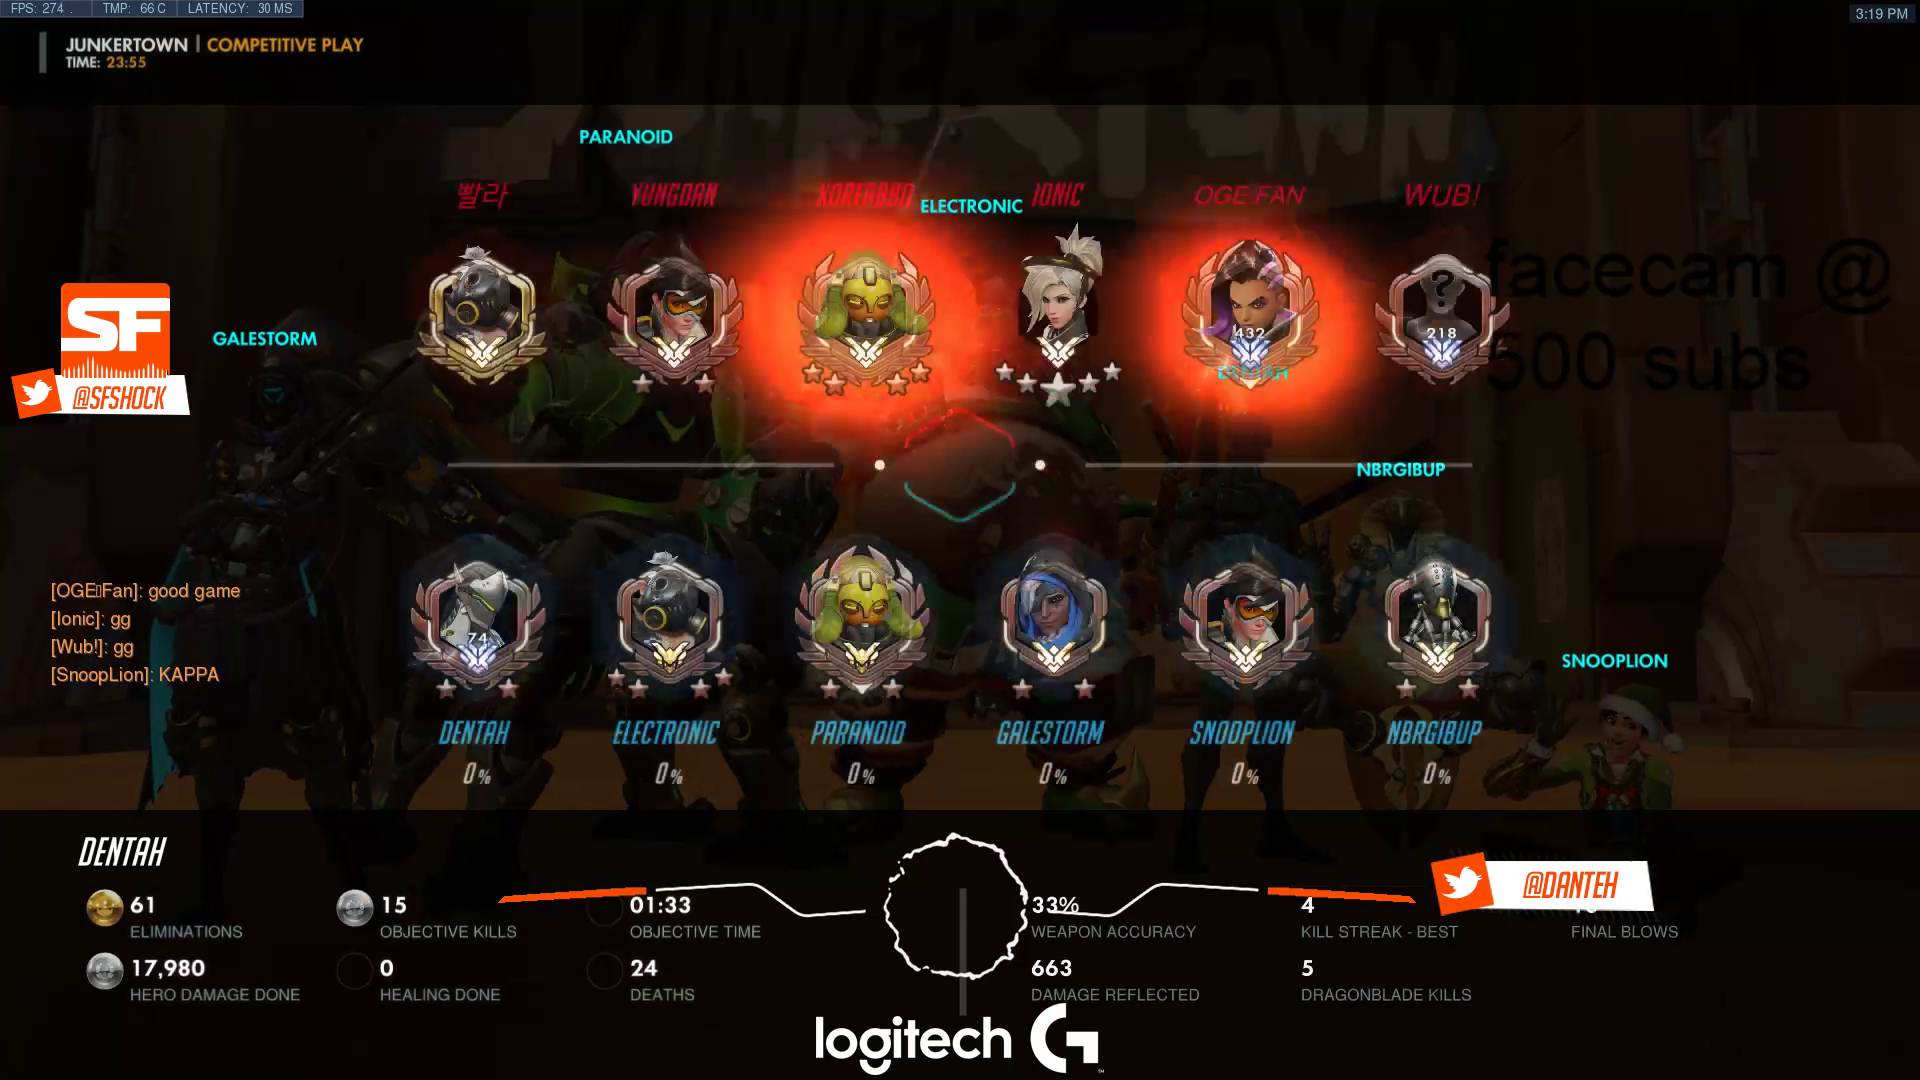 FPS: 274 . TMP: 66 C LATENCY: 30 MS
3:19 PM
JUNKERTOWN | COMPETITIVE PLAY
TIME: 23:55
PARANOID
빨라 YUNGDAN KOREABBO IONIC OGE FAN WUB!
ELECTRONIC
facecam @
500 subs
SF
@SFSHOCK
GALESTORM
432 218
DENTAH
NBRGIBUP
[OGE Fan]: good game
[Ionic]: gg
[Wub!]: gg
[SnoopLion]: KAPPA
74
SNOOPLION
DENTAH ELECTRONIC PARANOID GALESTORM SNOOPLION NBRGIBUP
0% 0% 0% 0% 0% 0%
DENTAH
@DANTEH
61 15 01:33 33% 4
ELIMINATIONS OBJECTIVE KILLS OBJECTIVE TIME WEAPON ACCURACY KILL STREAK - BEST FINAL BLOWS
17,980 0 24 663 5
HERO DAMAGE DONE HEALING DONE DEATHS DAMAGE REFLECTED DRAGONBLADE KILLS
logitech G